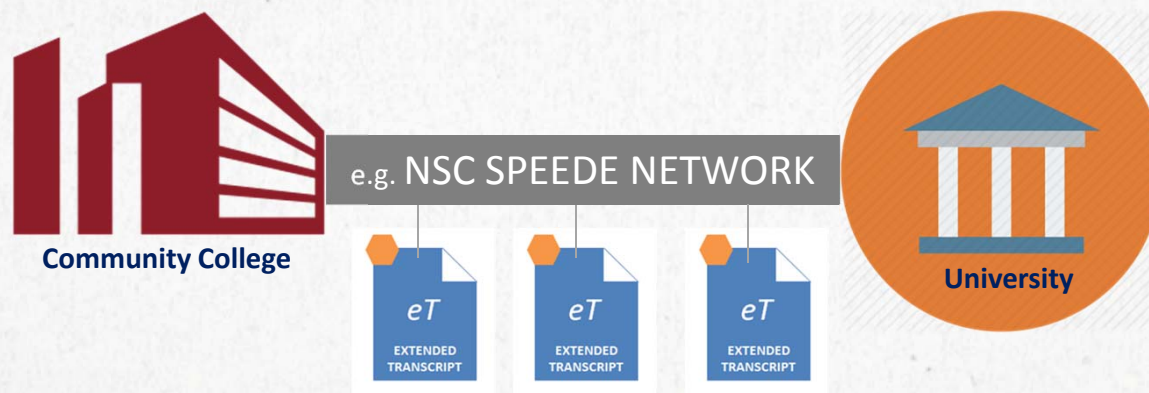 e.g. NSC SPEEDE NETWORK
Community College
University
eT
EXTENDED
TRANSCRIPT
eT
EXTENDED
TRANSCRIPT
eT
EXTENDED
TRANSCRIPT